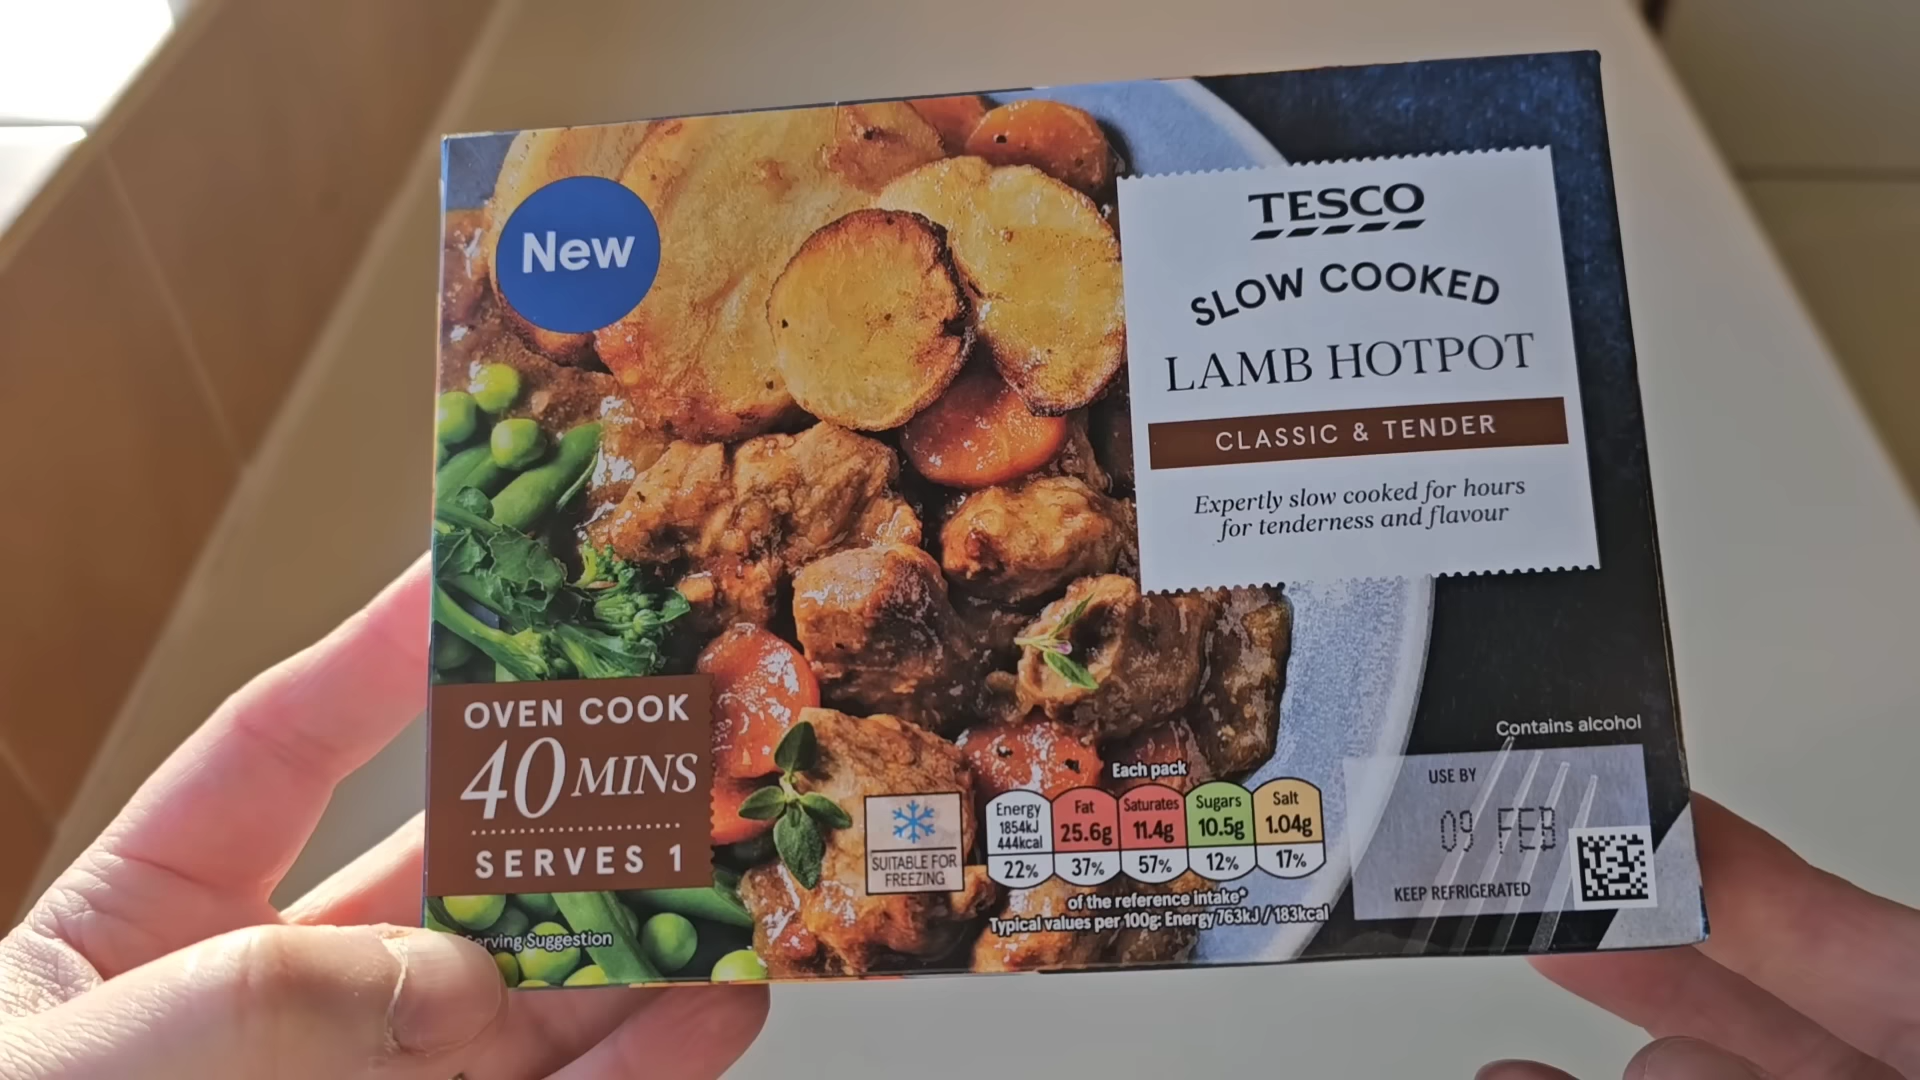 New
TESCO
SLOW COOKED
LAMB HOTPOT
CLASSIC & TENDER
Expertly slow cooked for hours
for tenderness and flavour
OVEN COOK
40 MINS
SERVES 1
Serving Suggestion
SUITABLE FOR
FREEZING
Each pack
Energy
1854kJ
444kcal
22%
Fat
25.6g
37%
Saturates
11.4g
57%
Sugars
10.5g
12%
Salt
1.04g
17%
of the reference intake*
Typical values per 100g: Energy 763kJ / 183kcal
Contains alcohol
USE BY
09 FEB
KEEP REFRIGERATED